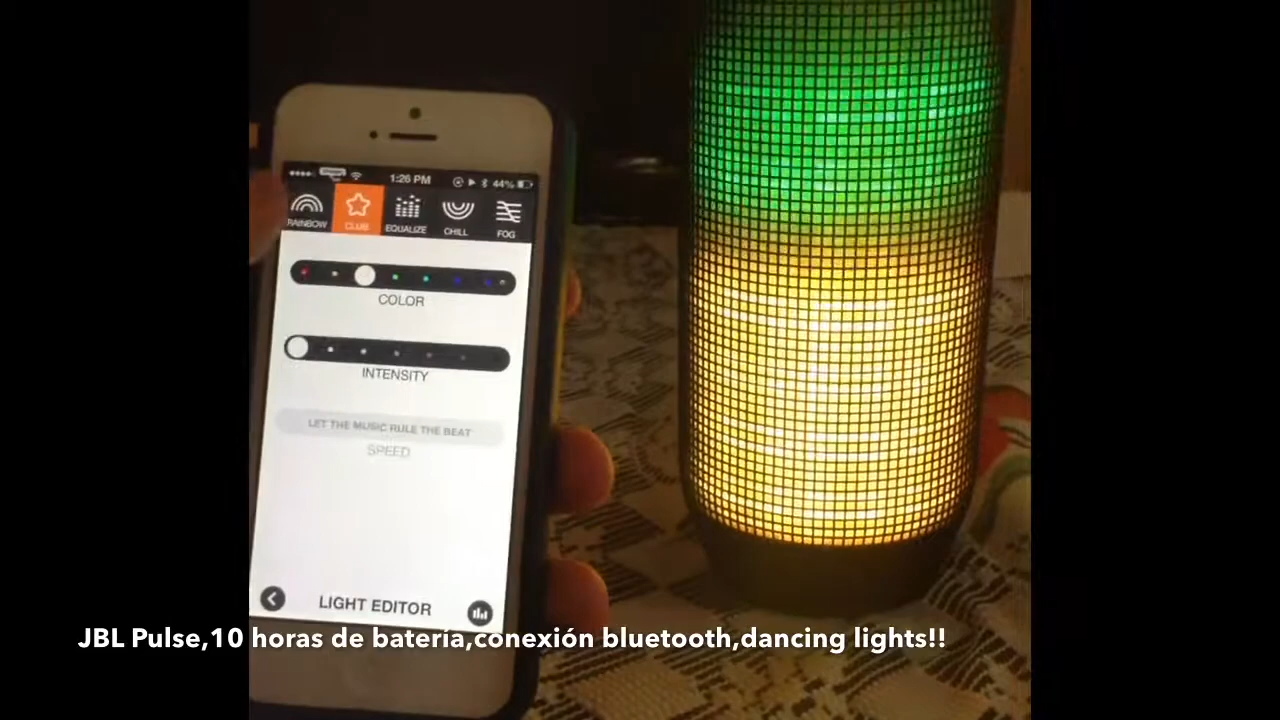 1:26 PM 44%
RAINBOW CLUB EQUALIZE CHILL FOG
COLOR
INTENSITY
LET THE MUSIC RULE THE BEAT
SPEED
LIGHT EDITOR
JBL Pulse,10 horas de batería,conexión bluetooth,dancing lights!!